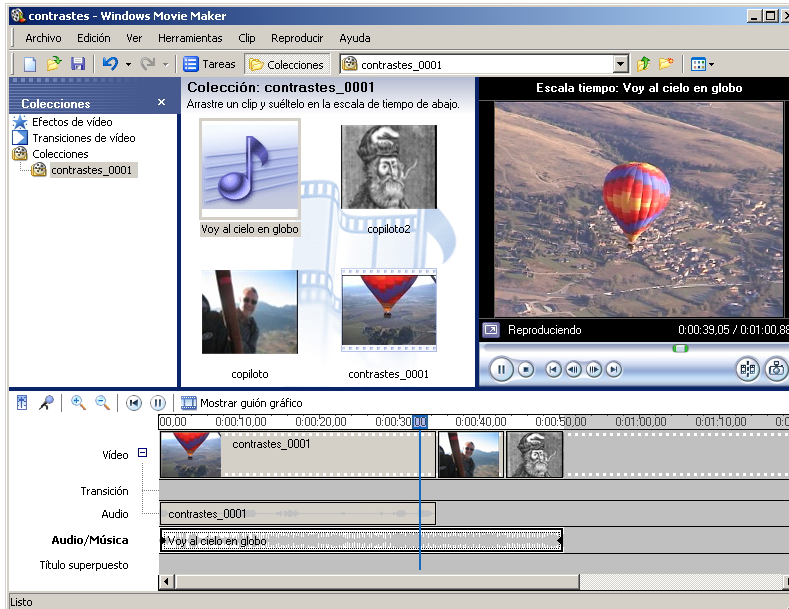 contrastes - Windows Movie Maker
Archivo Edición Ver Herramientas Clip Reproducir Ayuda
Tareas Colecciones contrastes_0001
Colecciones
Efectos de vídeo
Transiciones de vídeo
Colecciones
contrastes_0001
Colección: contrastes_0001
Arrastre un clip y suéltelo en la escala de tiempo de abajo.
Voy al cielo en globo
copiloto2
copiloto
contrastes_0001
Escala tiempo: Voy al cielo en globo
Reproduciendo 0:00:39,05 / 0:01:00,88
Mostrar guión gráfico
00,00 0:00:10,00 0:00:20,00 0:00:30 00 0:00:40,00 0:00:50,00 0:01:00,00 0:01:10,00
Vídeo contrastes_0001
Transición
Audio contrastes_0001
Audio/Música Voy al cielo en globo
Título superpuesto
Listo